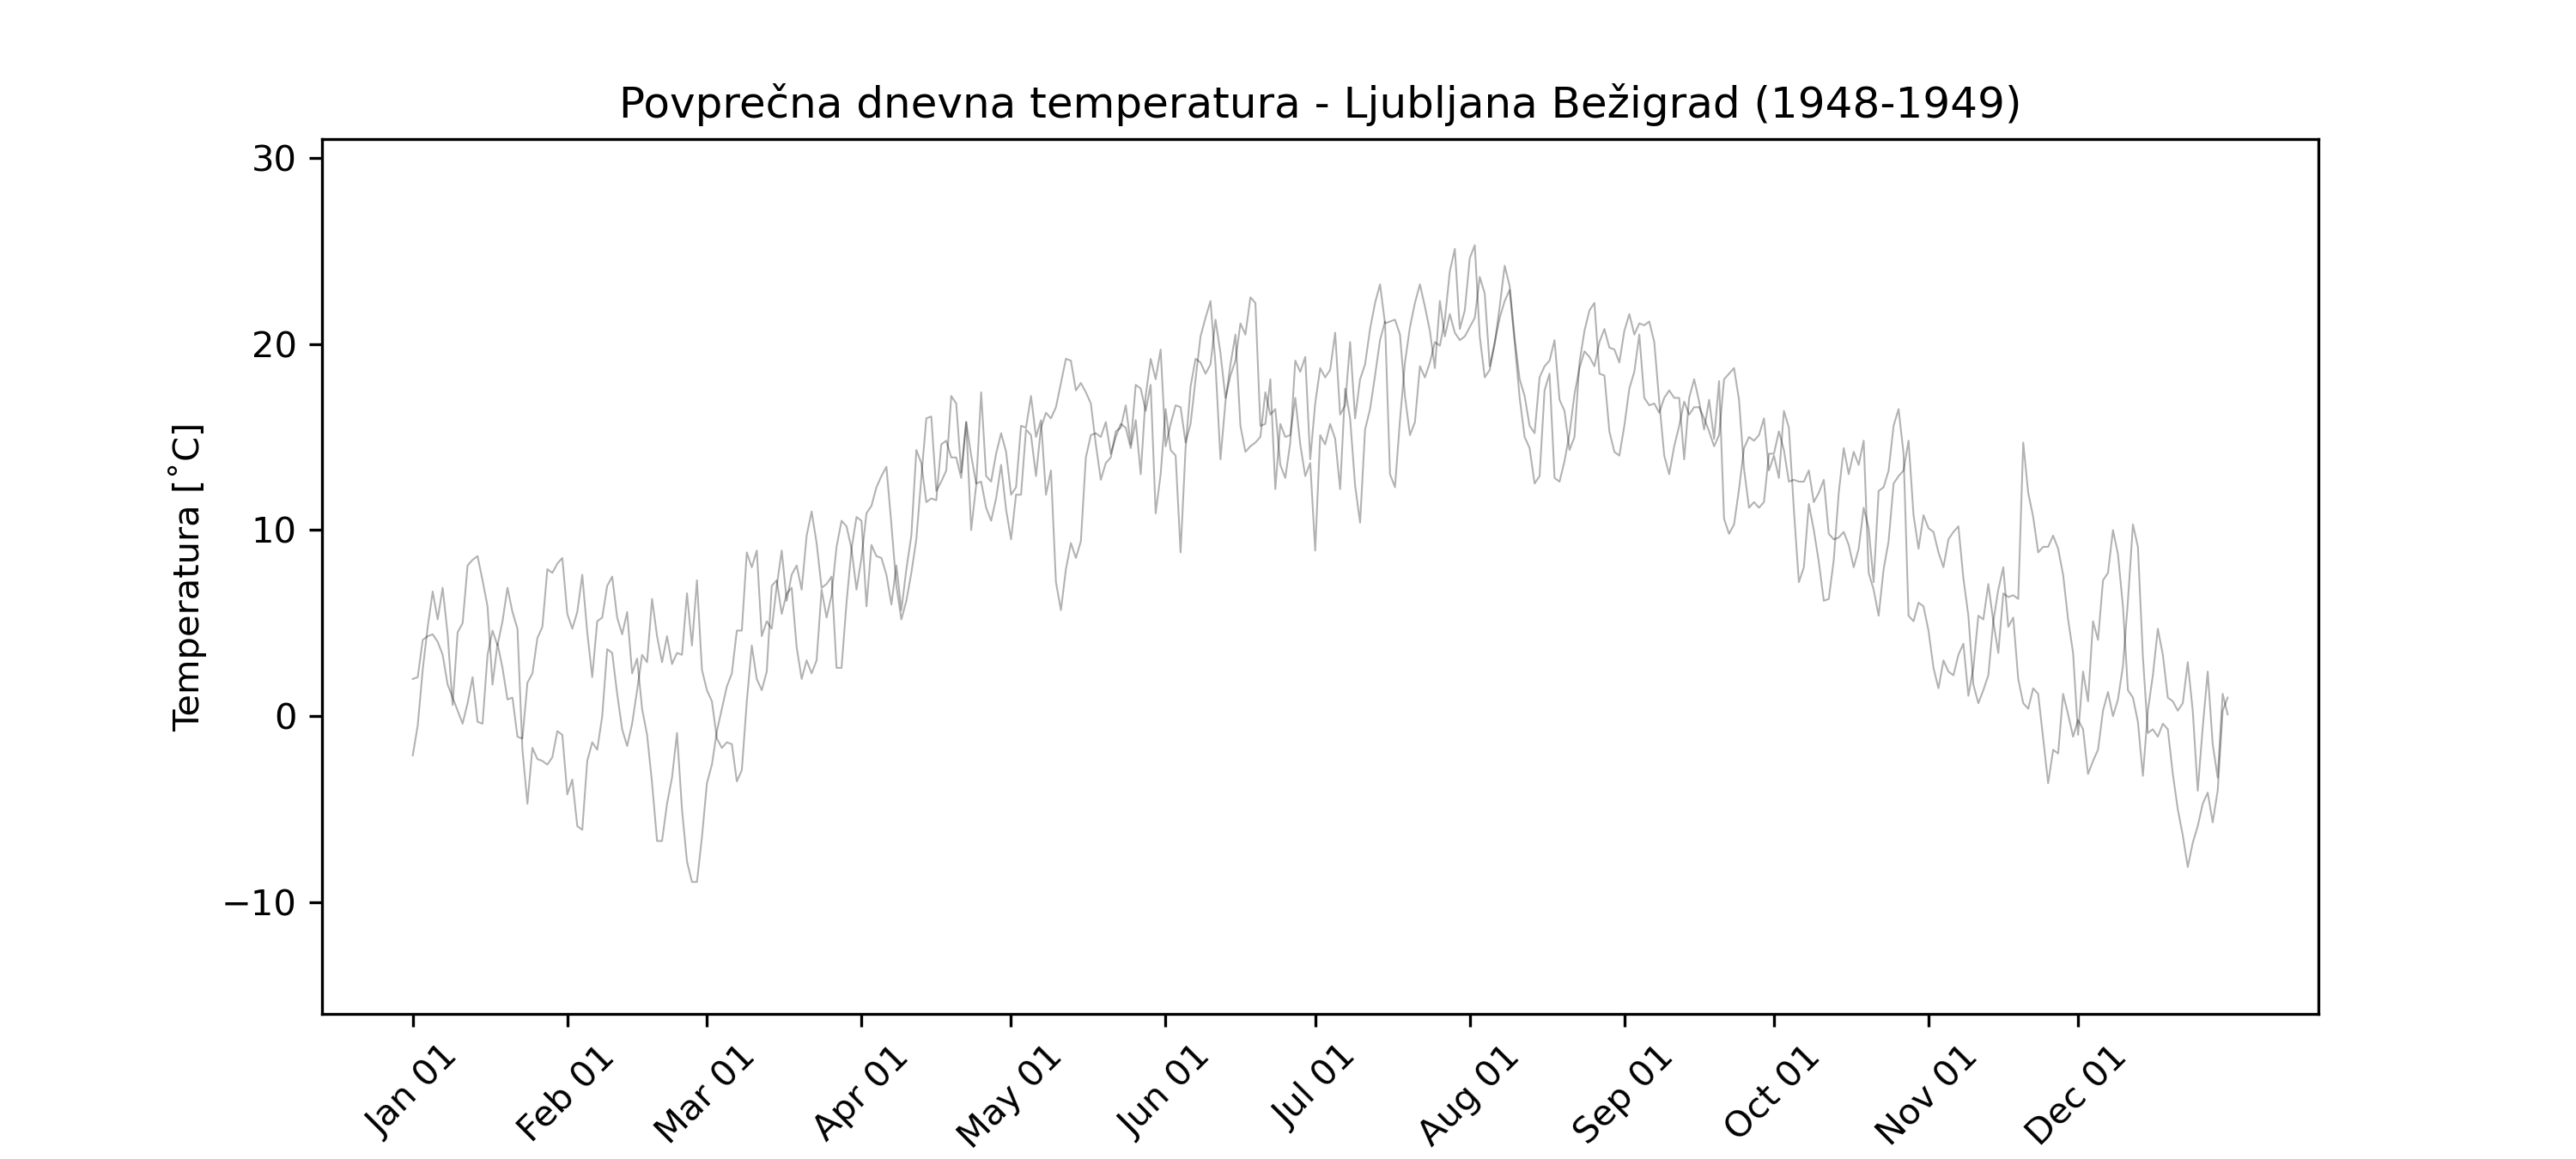 Povprečna dnevna temperatura - Ljubljana Bežigrad (1948-1949)
Temperatura [˚C]
30
20
10
0
−10
Jan 01
Feb 01
Mar 01
Apr 01
May 01
Jun 01
Jul 01
Aug 01
Sep 01
Oct 01
Nov 01
Dec 01